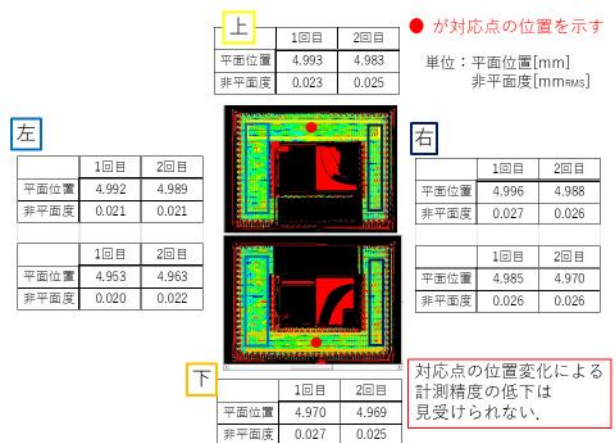 上
1回目 2回目
平面位置 4.993 4.983
非平面度 0.023 0.025
● が対応点の位置を示す
単位：平面位置[mm]
非平面度[mmRMS]
左
1回目 2回目
平面位置 4.992 4.989
非平面度 0.021 0.021
平面位置 4.953 4.963
非平面度 0.020 0.022
右
1回目 2回目
平面位置 4.996 4.988
非平面度 0.027 0.026
1回目 2回目
平面位置 4.985 4.970
非平面度 0.026 0.026
下
1回目 2回目
平面位置 4.970 4.969
非平面度 0.027 0.025
対応点の位置変化による
計測精度の低下は
見受けられない．